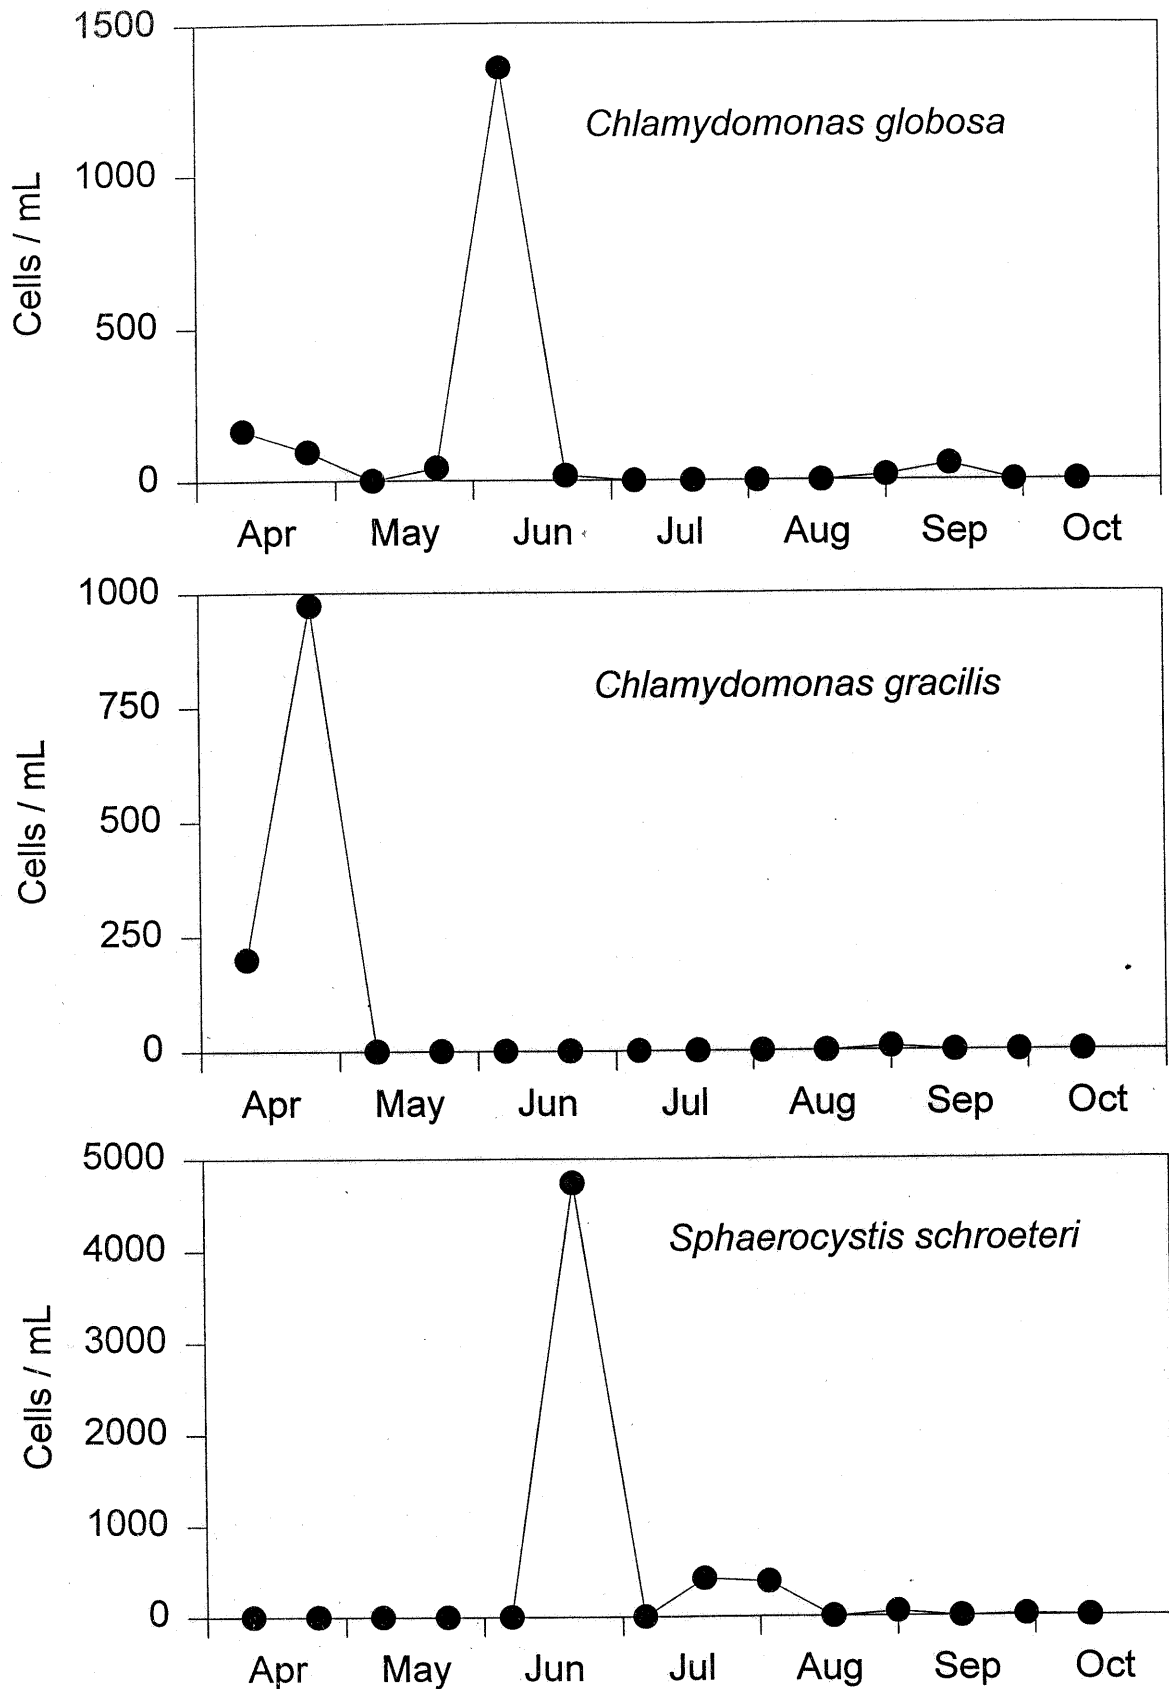 1500
1000
500
0
Cells / mL
Chlamydomonas globosa
Apr May Jun Jul Aug Sep Oct
1000
750
500
250
0
Cells / mL
Chlamydomonas gracilis
Apr May Jun Jul Aug Sep Oct
5000
4000
3000
2000
1000
0
Cells / mL
Sphaerocystis schroeteri
Apr May Jun Jul Aug Sep Oct